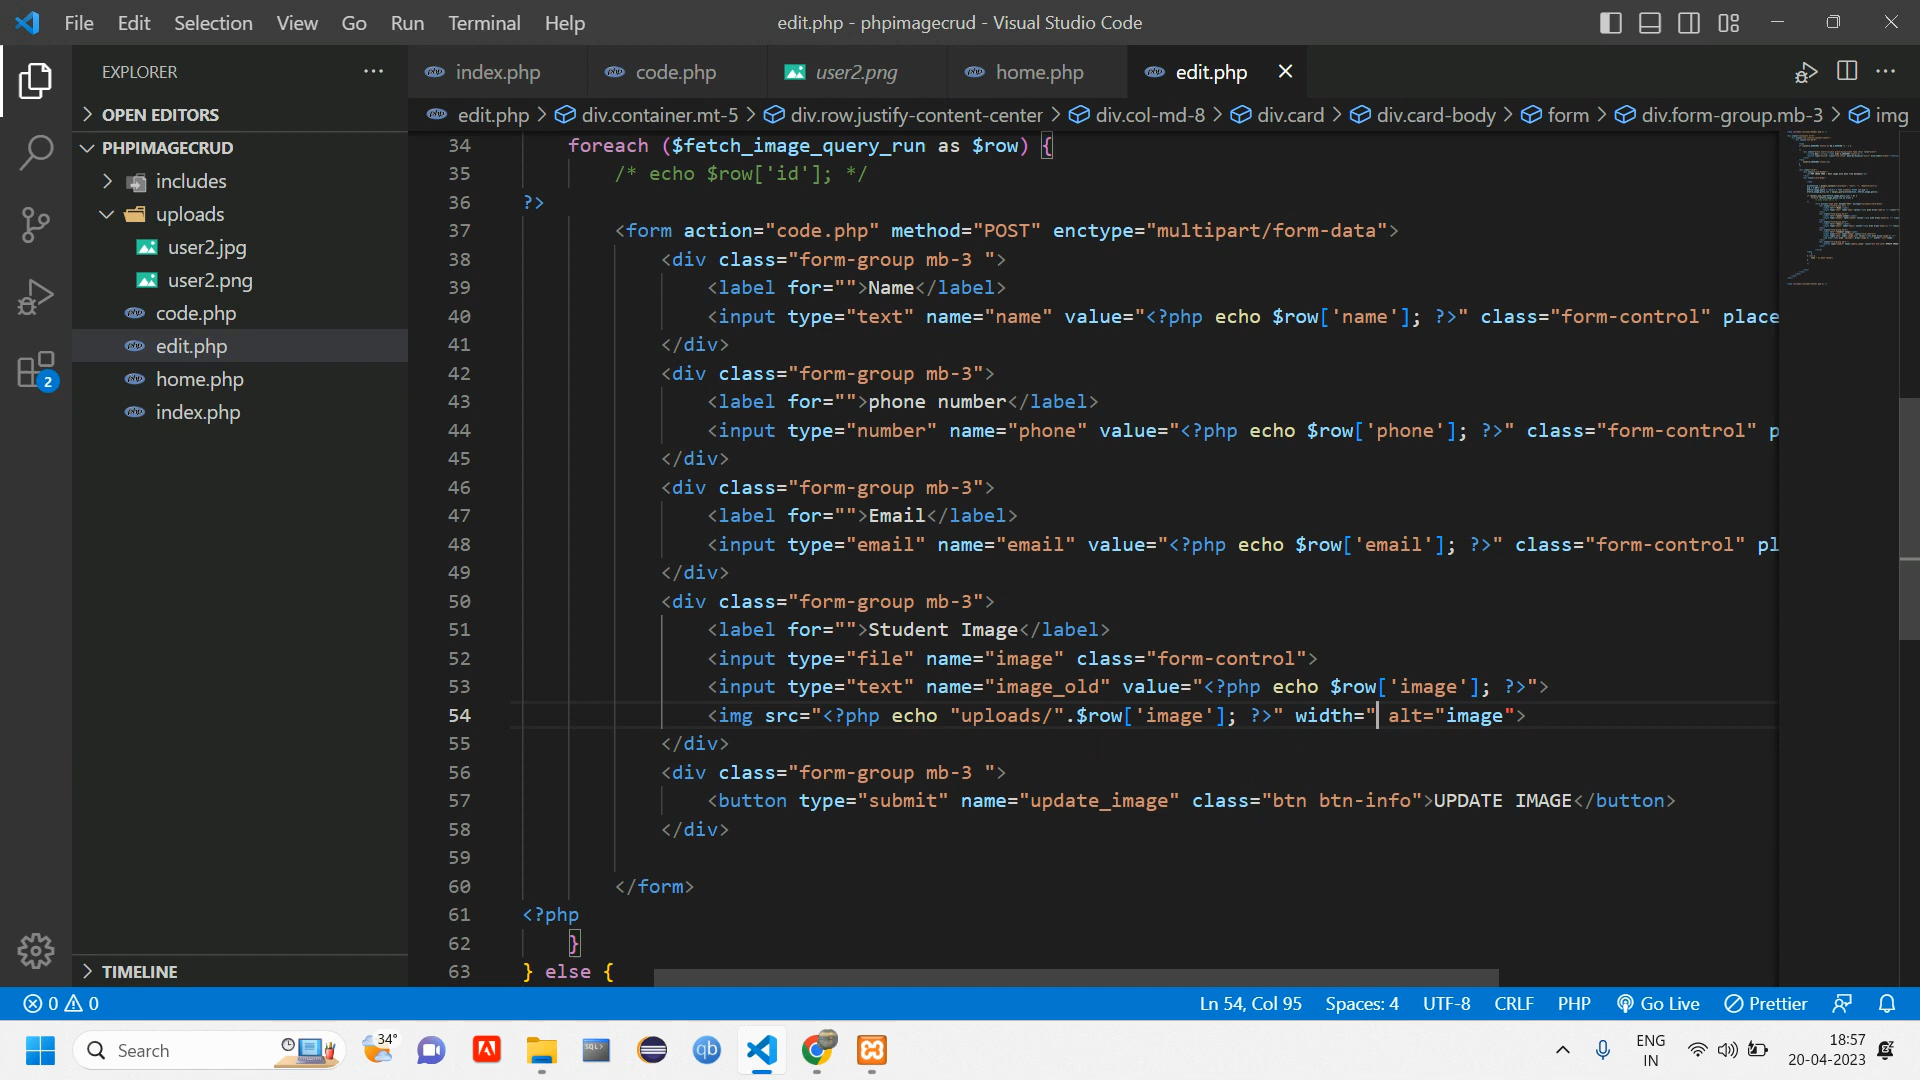 File Edit Selection View Go Run Terminal Help
edit.php - phpimagecrud - Visual Studio Code
EXPLORER
OPEN EDITORS
PHPIMAGECRUD
includes
uploads
user2.jpg
user2.png
code.php
edit.php
home.php
index.php
TIMELINE
2
index.php code.php user2.png home.php edit.php
edit.php > div.container.mt-5 > div.row.justify-content-center > div.col-md-8 > div.card > div.card-body > form > div.form-group.mb-3 > img
34 foreach ($fetch_image_query_run as $row) {
35 /* echo $row['id']; */
36 ?>
37 <form action="code.php" method="POST" enctype="multipart/form-data">
38 <div class="form-group mb-3 ">
39 <label for="">Name</label>
40 <input type="text" name="name" value="<?php echo $row['name']; ?>" class="form-control" place
41 </div>
42 <div class="form-group mb-3">
43 <label for="">phone number</label>
44 <input type="number" name="phone" value="<?php echo $row['phone']; ?>" class="form-control" p
45 </div>
46 <div class="form-group mb-3">
47 <label for="">Email</label>
48 <input type="email" name="email" value="<?php echo $row['email']; ?>" class="form-control" pl
49 </div>
50 <div class="form-group mb-3">
51 <label for="">Student Image</label>
52 <input type="file" name="image" class="form-control">
53 <input type="text" name="image_old" value="<?php echo $row['image']; ?>">
54 <img src="<?php echo "uploads/".$row['image']; ?>" width=" alt="image">
55 </div>
56 <div class="form-group mb-3 ">
57 <button type="submit" name="update_image" class="btn btn-info">UPDATE IMAGE</button>
58 </div>
59
60 </form>
61 <?php
62 }
63 } else {
0 0
Ln 54, Col 95 Spaces: 4 UTF-8 CRLF PHP Go Live Prettier
Search
34°
SQL>
qb
ENG
IN
18:57
20-04-2023